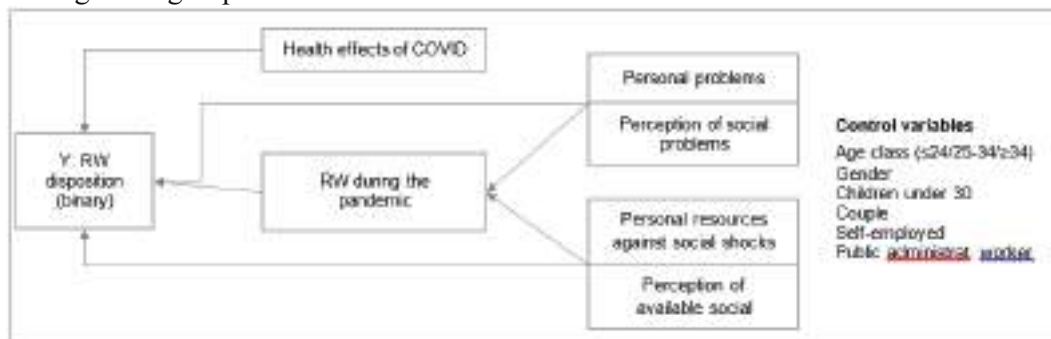 Health effects of COVID
Personal problems
Perception of social
problems
Y: RW
disposition
(binary)
RW during the
pandemic
Personal resources
against social shocks
Perception of
available social
Control variables
Age class (≤24/25-34/≥34)
Gender
Children under 30
Couple
Self-employed
Public administrat. worker